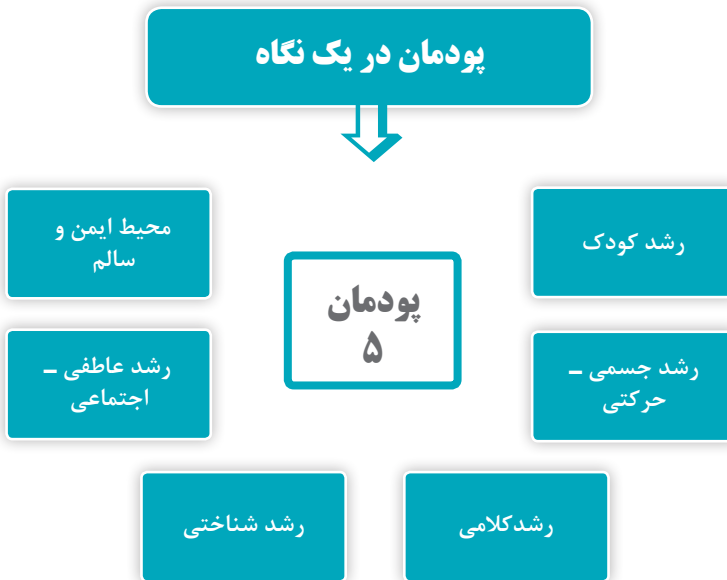 پودمان در یک نگاه
رشد کودک
محیط ایمن و
سالم
پودمان
۵
رشد جسمی ـ
حرکتی
رشد عاطفی ـ
اجتماعی
رشدکلامی
رشد شناختی